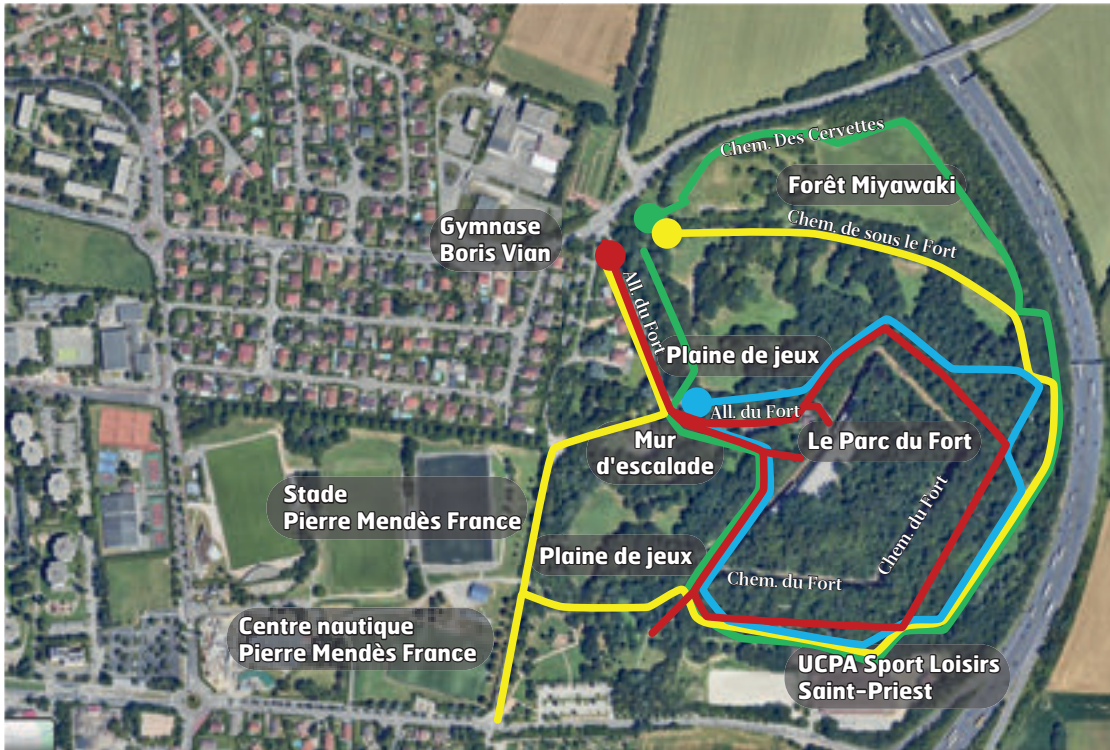 Chem. Des Cervettes
Forêt Miyawaki
Gymnase
Boris Vian
Chem. de sous le Fort
All. du Fort
Plaine de jeux
All. du Fort
Mur
d'escalade
Le Parc du Fort
Stade
Pierre Mendès France
Chem. du Fort
Plaine de jeux
Chem. du Fort
Centre nautique
Pierre Mendès France
UCPA Sport Loisirs
Saint-Priest